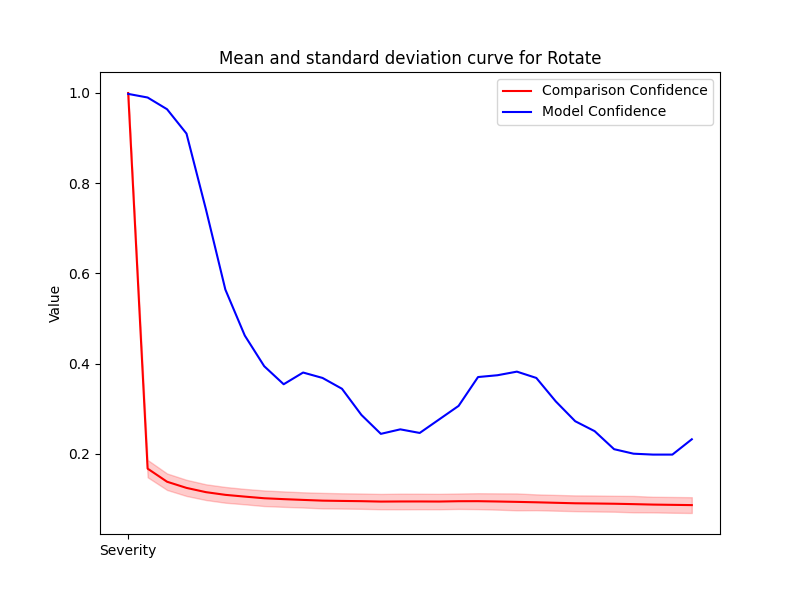 Mean and standard deviation curve for Rotate
Comparison Confidence
Model Confidence
1.0
0.8
0.6
0.4
0.2
Value
Severity